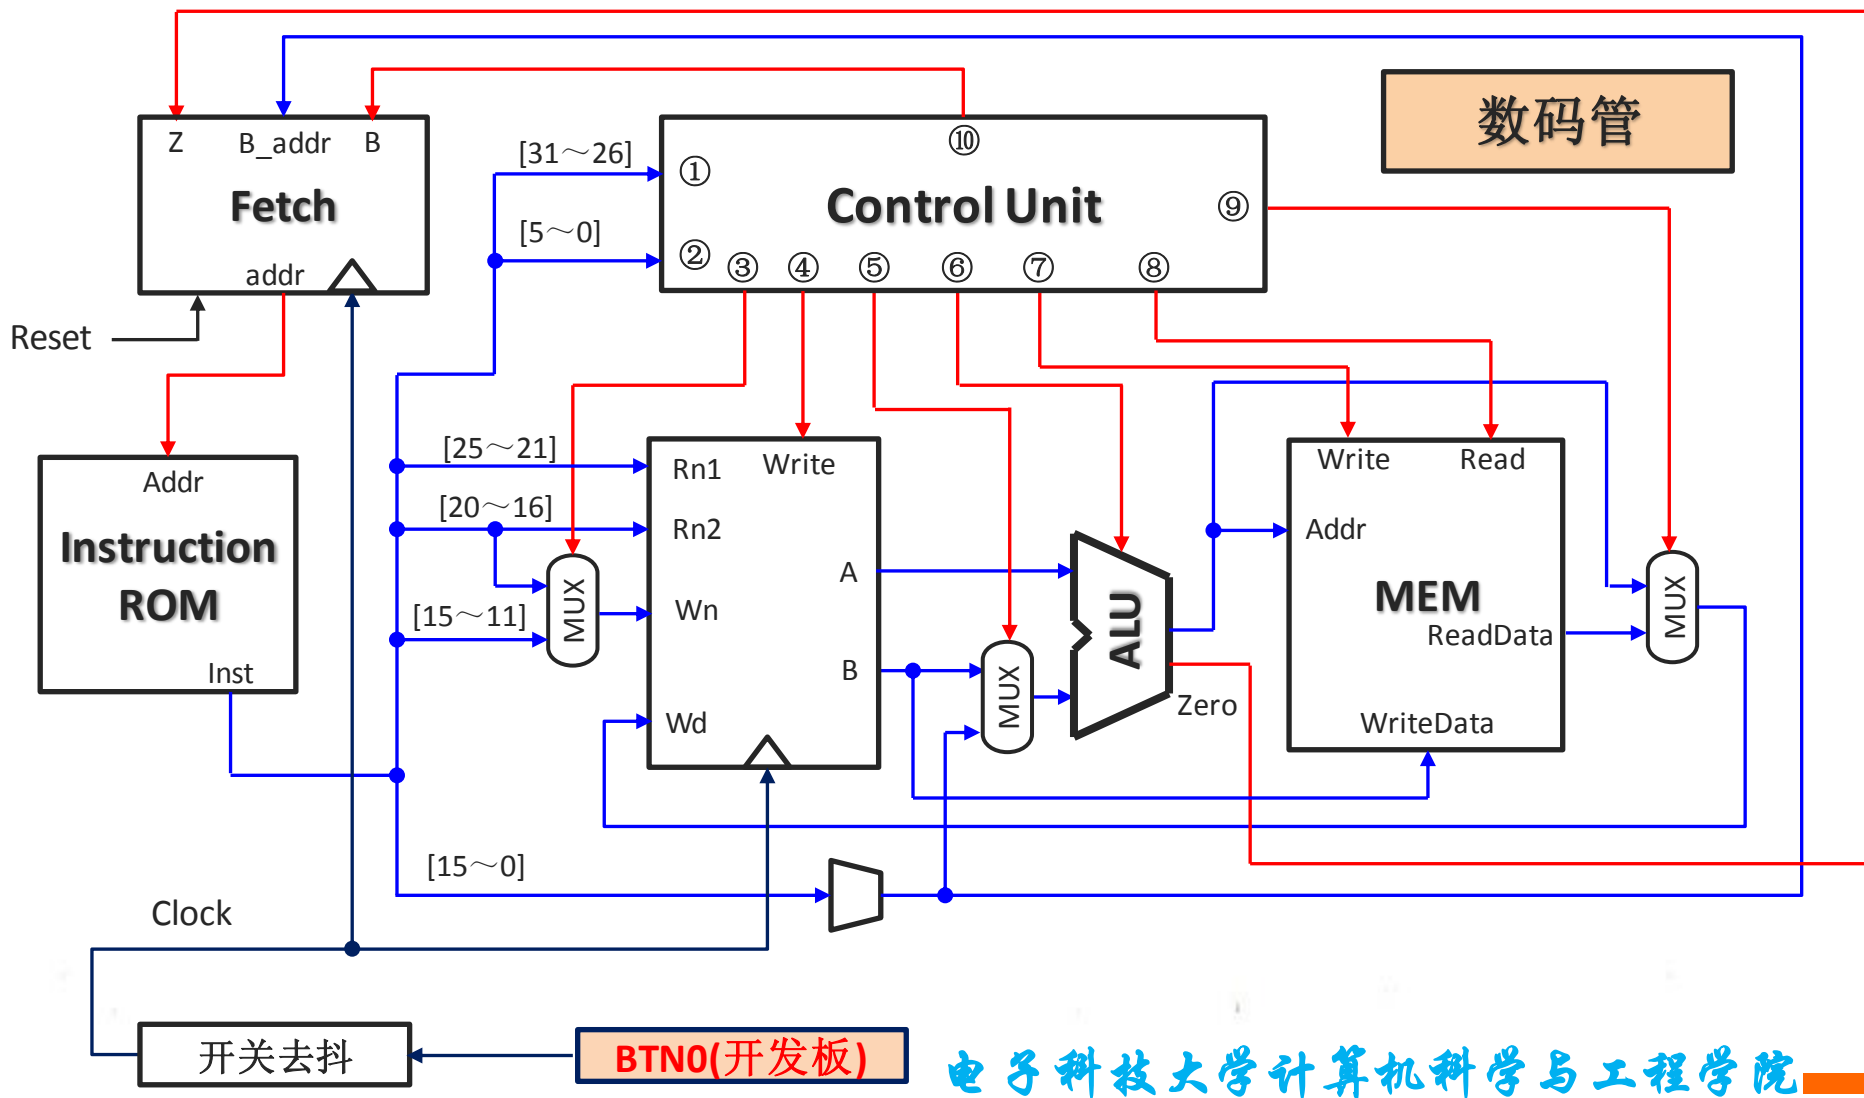 Z
B_addr
B
Fetch
addr
Reset
[31～26]
[5～0]
①
②
③
④
⑤
⑥
⑦
⑧
⑨
⑩
Control Unit
数码管
Addr
Instruction
ROM
Inst
[25～21]
[20～16]
[15～11]
MUX
Rn1
Write
Rn2
Wn
Wd
A
B
MUX
ALU
Zero
Write
Read
Addr
MEM
ReadData
WriteData
MUX
[15～0]
Clock
开关去抖
BTN0(开发板)
电子科技大学计算机科学与工程学院